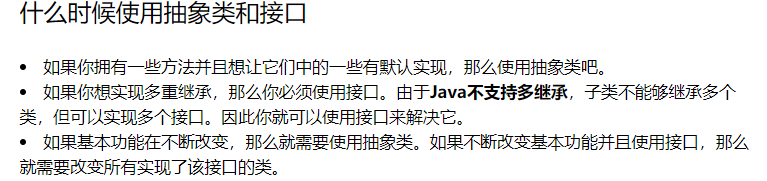 什么时候使用抽象类和接口
• 如果你拥有一些方法并且想让它们中的一些有默认实现，那么使用抽象类吧。
• 如果你想实现多重继承，那么你必须使用接口。由于Java不支持多继承，子类不能够继承多个
类，但可以实现多个接口。因此你就可以使用接口来解决它。
• 如果基本功能在不断改变，那么就需要使用抽象类。如果不断改变基本功能并且使用接口，那么
就需要改变所有实现了该接口的类。